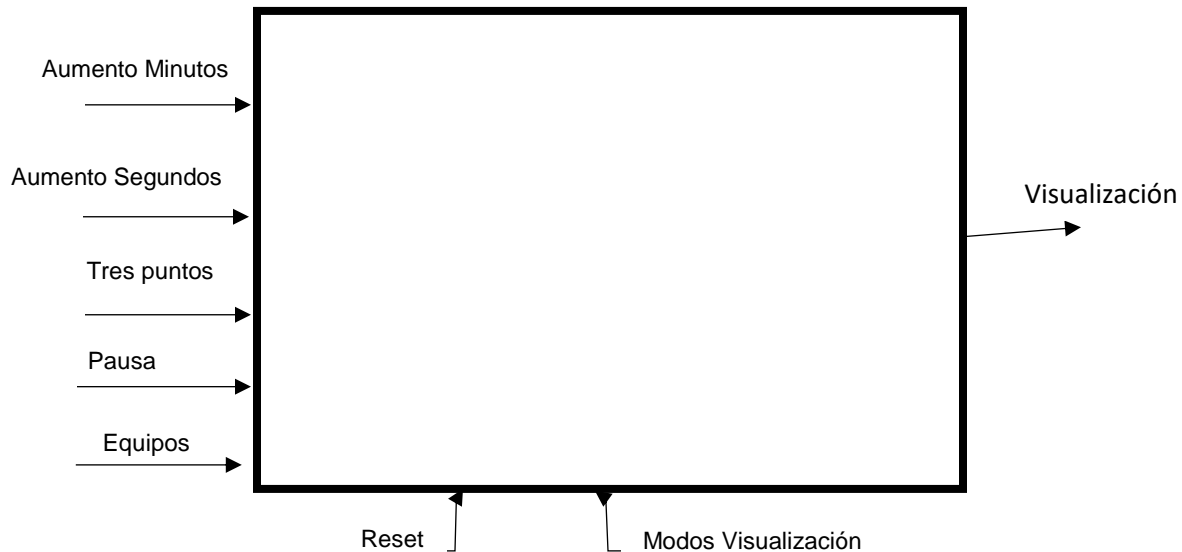 Aumento Minutos
Aumento Segundos
Visualización
Tres puntos
Pausa
Equipos
Reset
Modos Visualización